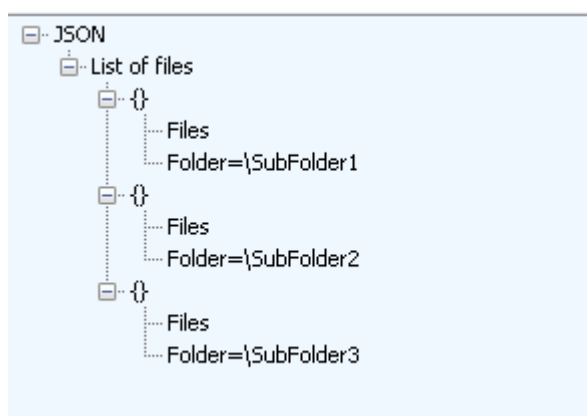 JSON
List of files
{}
Files
Folder=\SubFolder1
{}
Files
Folder=\SubFolder2
{}
Files
Folder=\SubFolder3